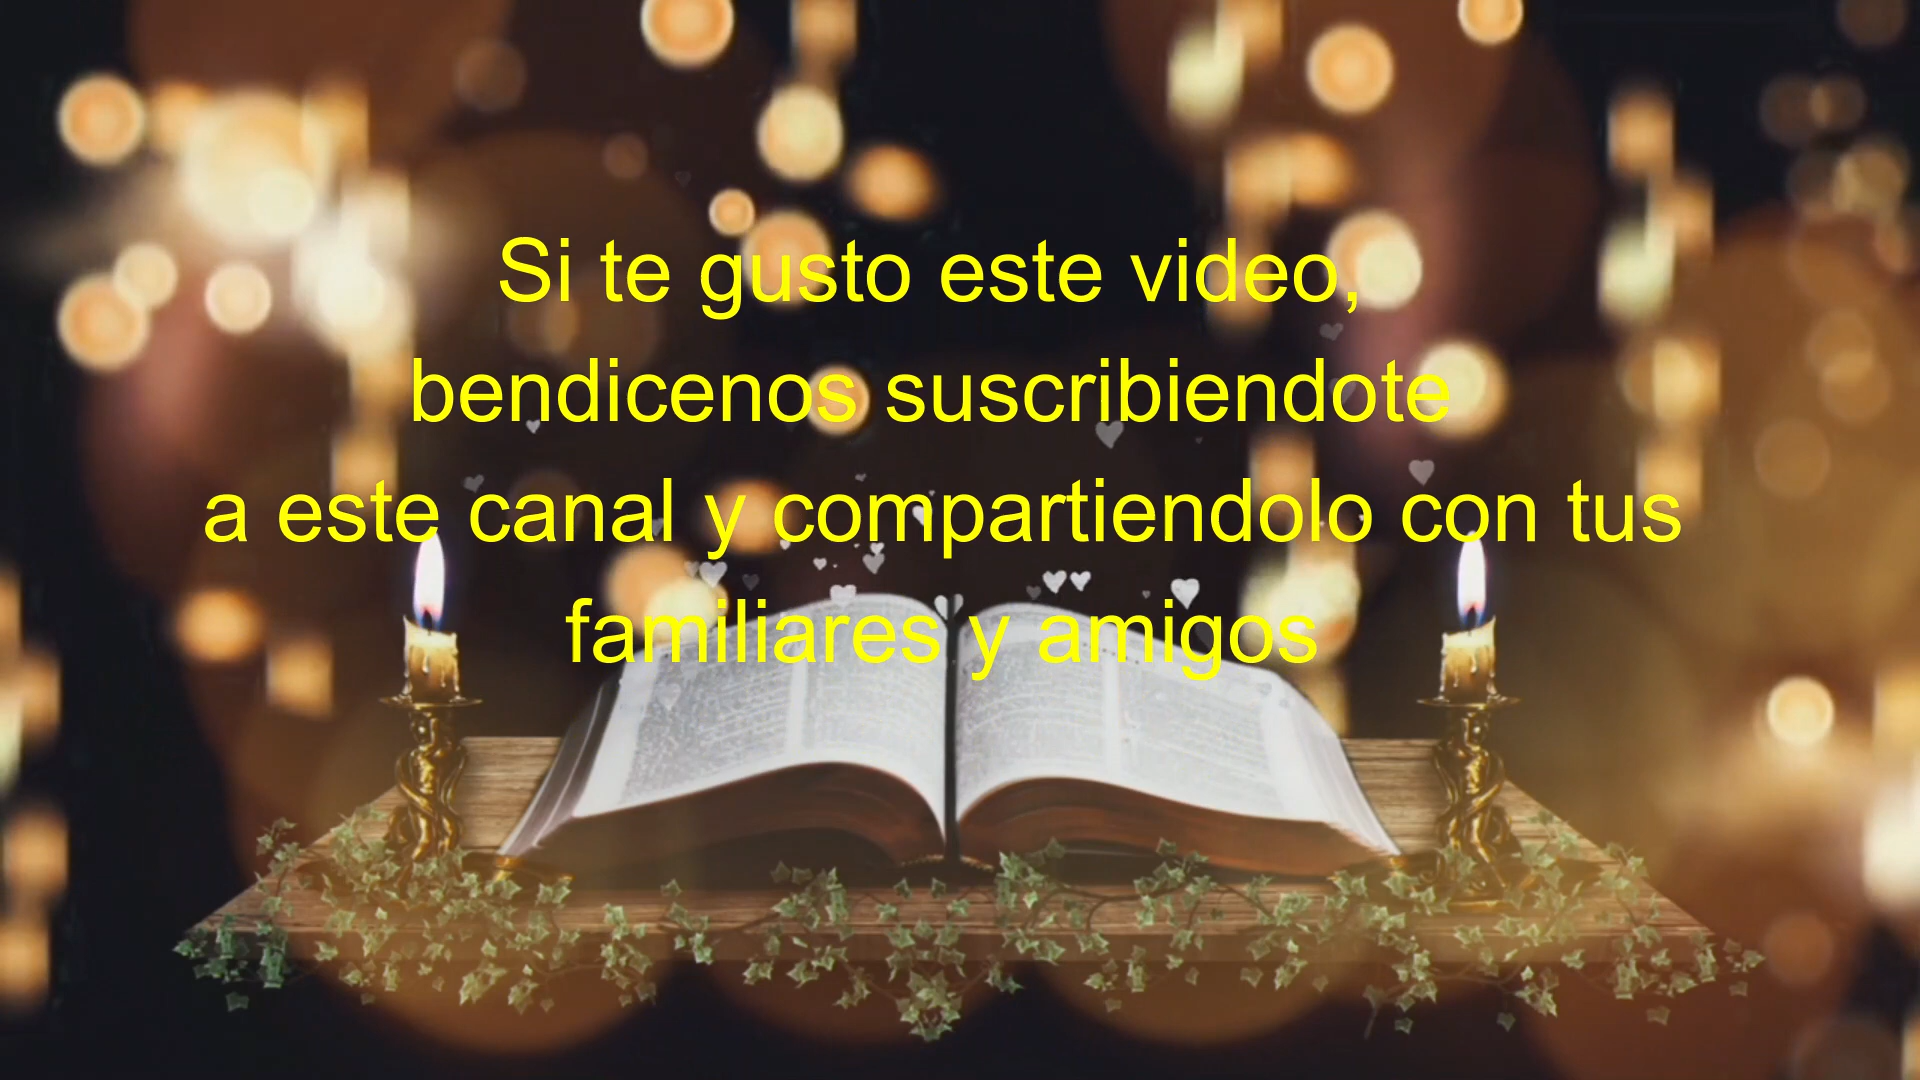 Si te gusto este video,
bendicenos suscribiendote
a este canal y compartiendolo con tus
familiares y amigos